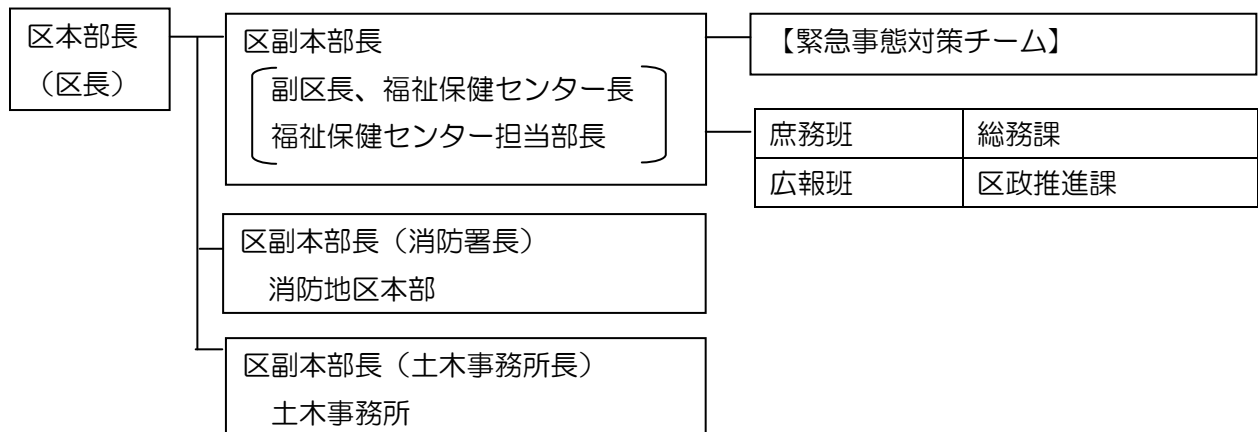 区本部長
（区長）
区副本部長
副区長、福祉保健センター長
福祉保健センター担当部長
【緊急事態対策チーム】
庶務班 総務課
広報班 区政推進課
区副本部長（消防署長）
消防地区本部
区副本部長（土木事務所長）
土木事務所